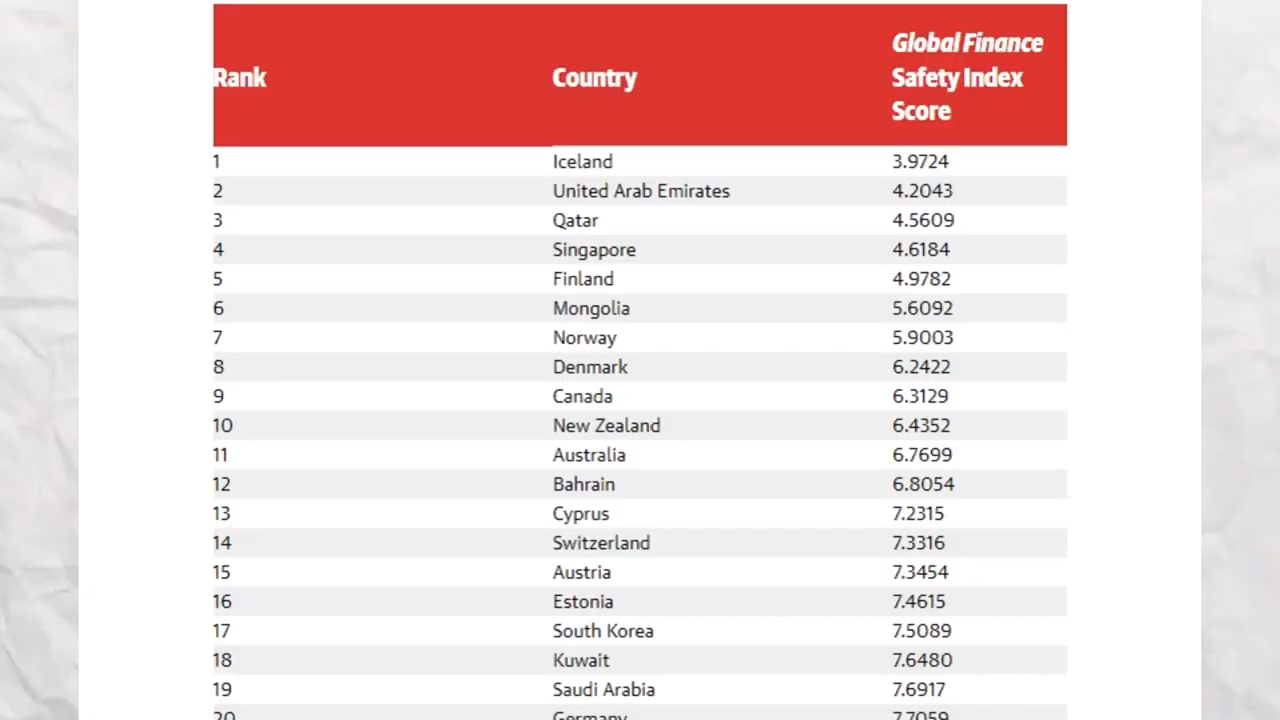 Rank Country Global Finance Safety Index Score
1 Iceland 3.9724
2 United Arab Emirates 4.2043
3 Qatar 4.5609
4 Singapore 4.6184
5 Finland 4.9782
6 Mongolia 5.6092
7 Norway 5.9003
8 Denmark 6.2422
9 Canada 6.3129
10 New Zealand 6.4352
11 Australia 6.7699
12 Bahrain 6.8054
13 Cyprus 7.2315
14 Switzerland 7.3316
15 Austria 7.3454
16 Estonia 7.4615
17 South Korea 7.5089
18 Kuwait 7.6480
19 Saudi Arabia 7.6917
20 Germany 7.7059